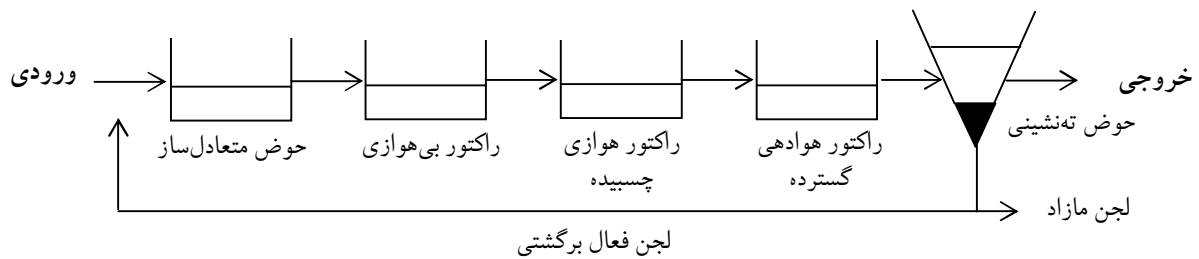 ورودی
حوض متعادل‌ساز
راکتور بی‌هوازی
راکتور هوازی
چسبیده
راکتور هوادهی
گسترده
خروجی
حوض ته‌نشینی
لجن مازاد
لجن فعال برگشتی